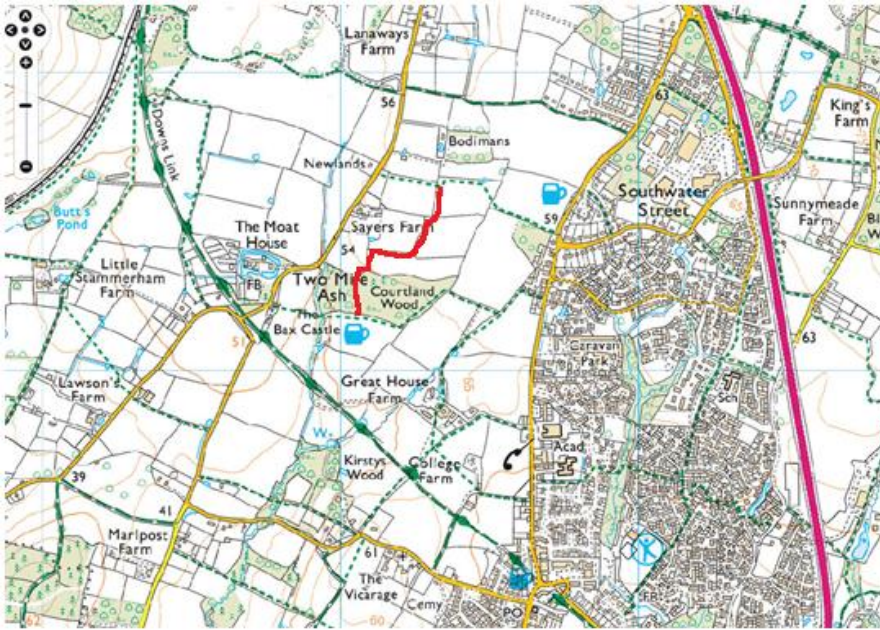 Lanaways
Farm
56
63
King's
Farm
Downs Link
Bodimans
Newlands
Southwater
Street
59
65
Sunnymeade
Farm
Butt's
Pond
The Moat
House
Sayers Farm
54
Little
Stammerham
Farm
FB
Two Mile
Ash
Courtland
Wood
The
Bax Castle
51
63
Caravan
Park
Lawson's
Farm
Great House
Farm
Sch
W
Kirstys
Wood
College
Farm
Acad
39
41
Marlpost
Farm
61
The
Vicarage
Cemy
PO
62
60